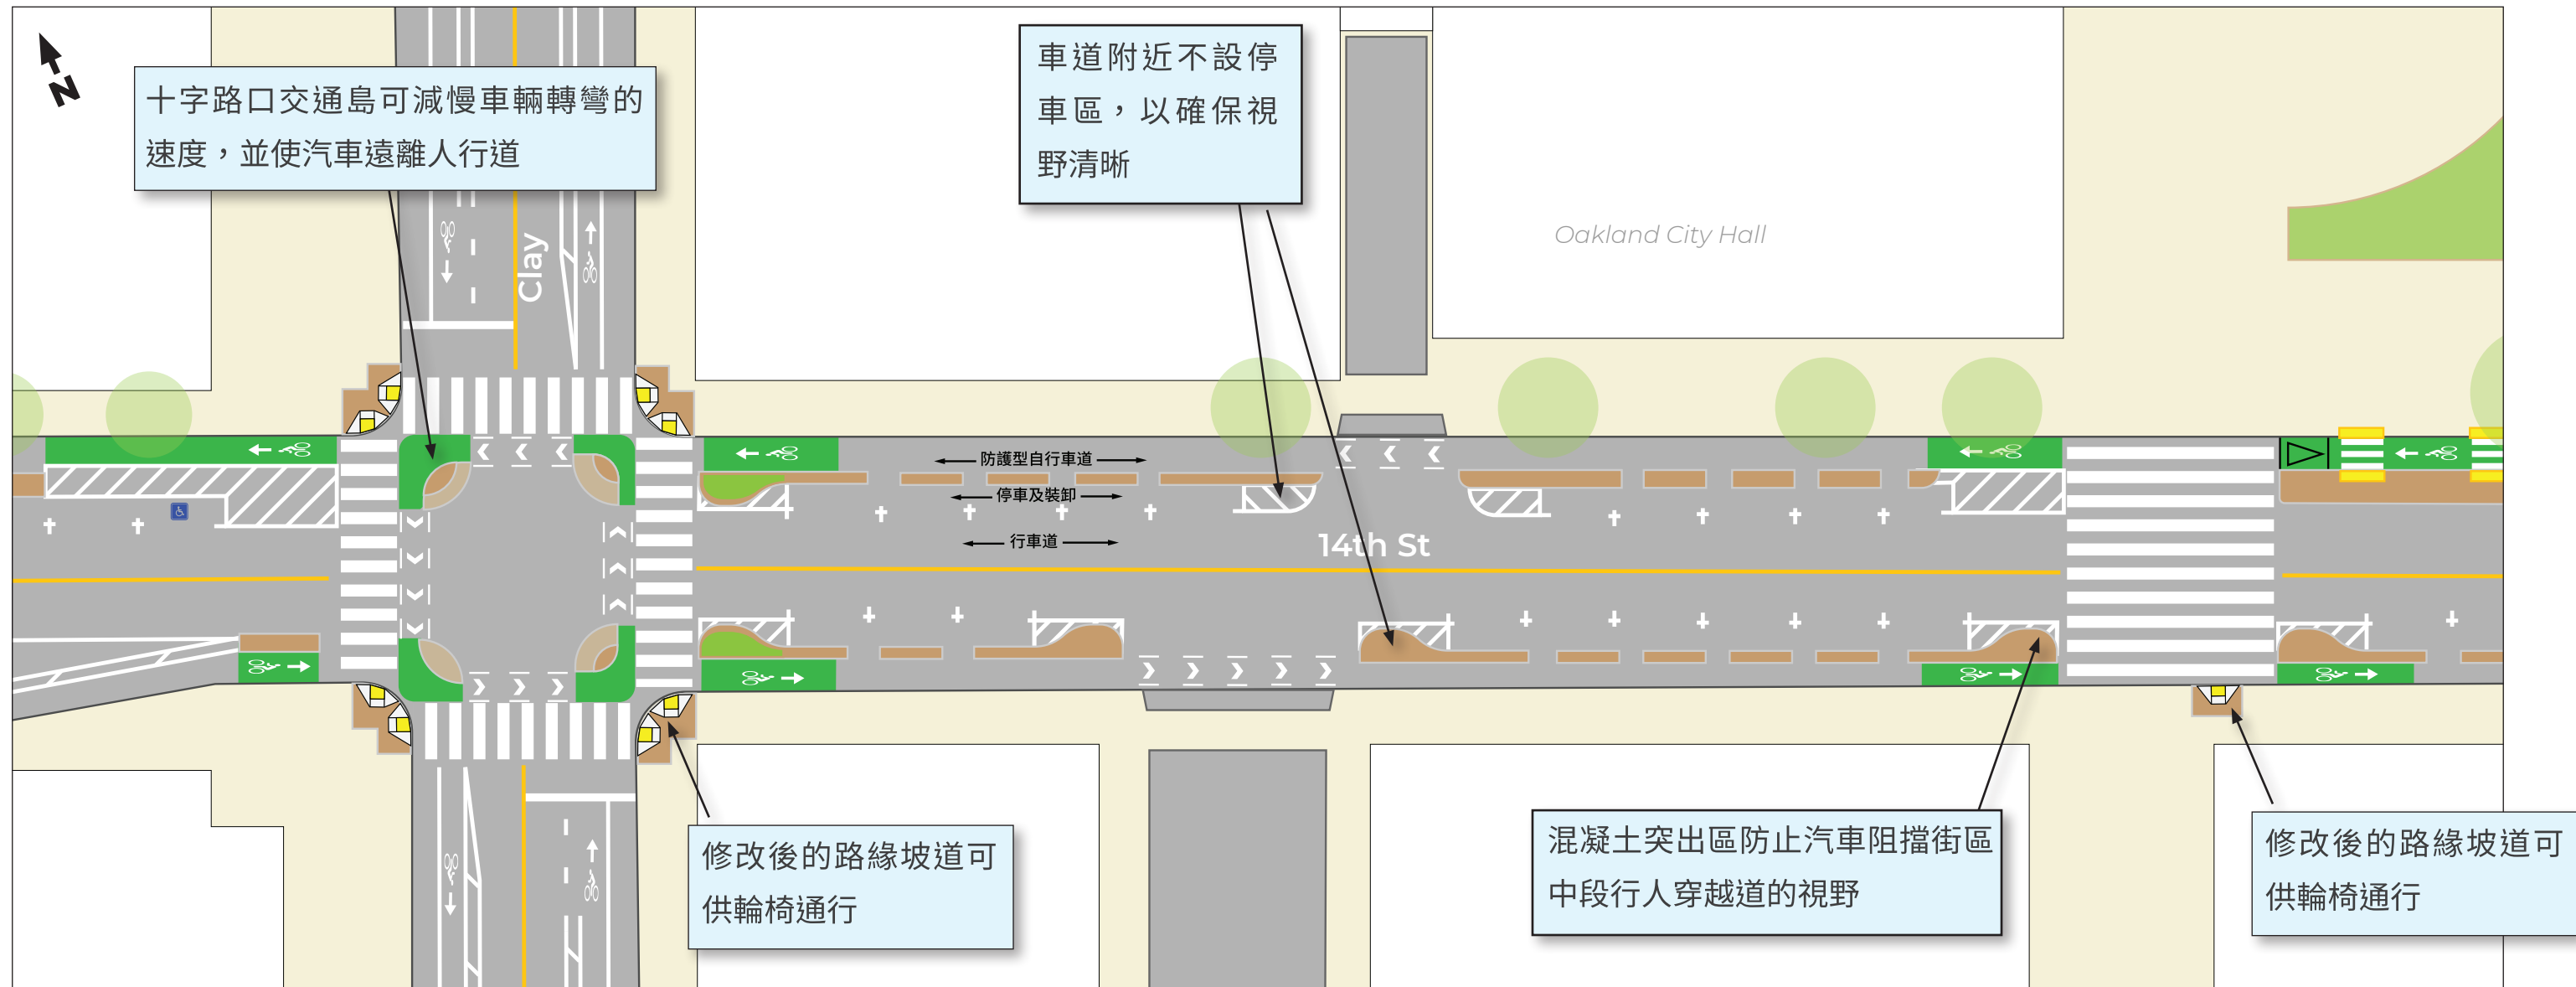 N
十字路口交通島可減慢車輛轉彎的
速度，並使汽車遠離人行道
車道附近不設停
車區，以確保視
野清晰
Oakland City Hall
Clay
防護型自行車道
停車及裝卸
行車道
14th St
修改後的路緣坡道可
供輪椅通行
混凝土突出區防止汽車阻擋街區
中段行人穿越道的視野
修改後的路緣坡道可
供輪椅通行